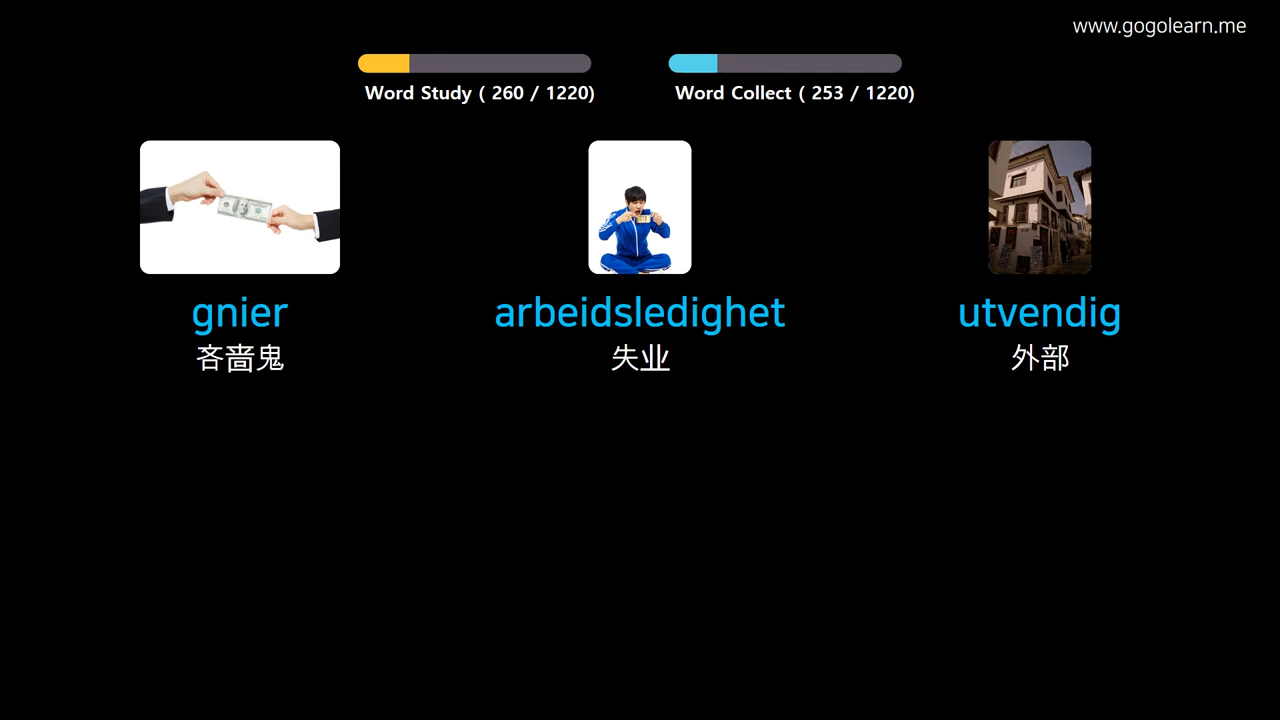 www.gogolearn.me
Word Study ( 260 / 1220)
Word Collect ( 253 / 1220)
gnier
吝啬鬼
arbeidsledighet
失业
utvendig
外部